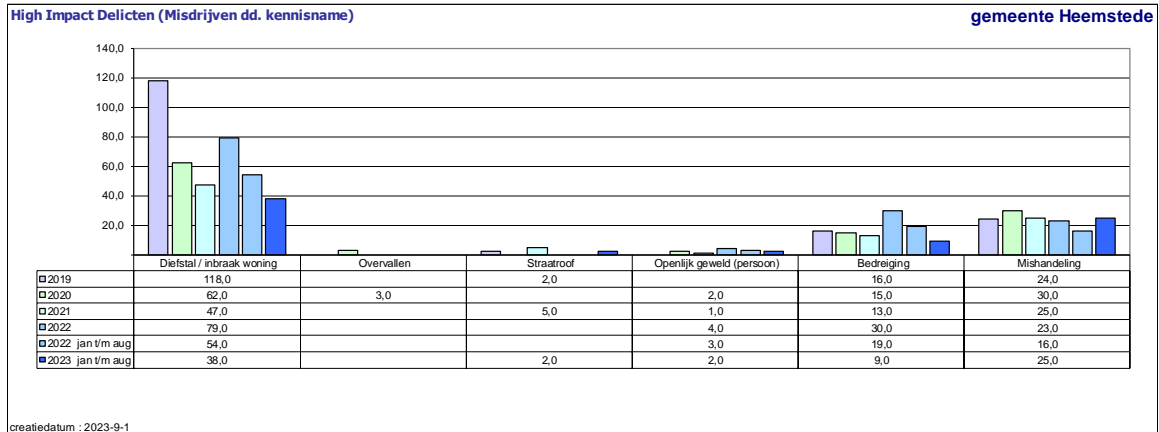 High Impact Delicten (Misdrijven dd. kennisname) gemeente Heemstede
140,0
120,0
100,0
80,0
60,0
40,0
20,0
Diefstal / inbraak woning Overvallen Straatroof Openlijk geweld (persoon) Bedreiging Mishandeling
2019 118,0 2,0 16,0 24,0
2020 62,0 3,0 2,0 15,0 30,0
2021 47,0 5,0 1,0 13,0 25,0
2022 79,0 4,0 30,0 23,0
2022 jan t/m aug 54,0 3,0 19,0 16,0
2023 jan t/m aug 38,0 2,0 2,0 9,0 25,0
creatiedatum : 2023-9-1